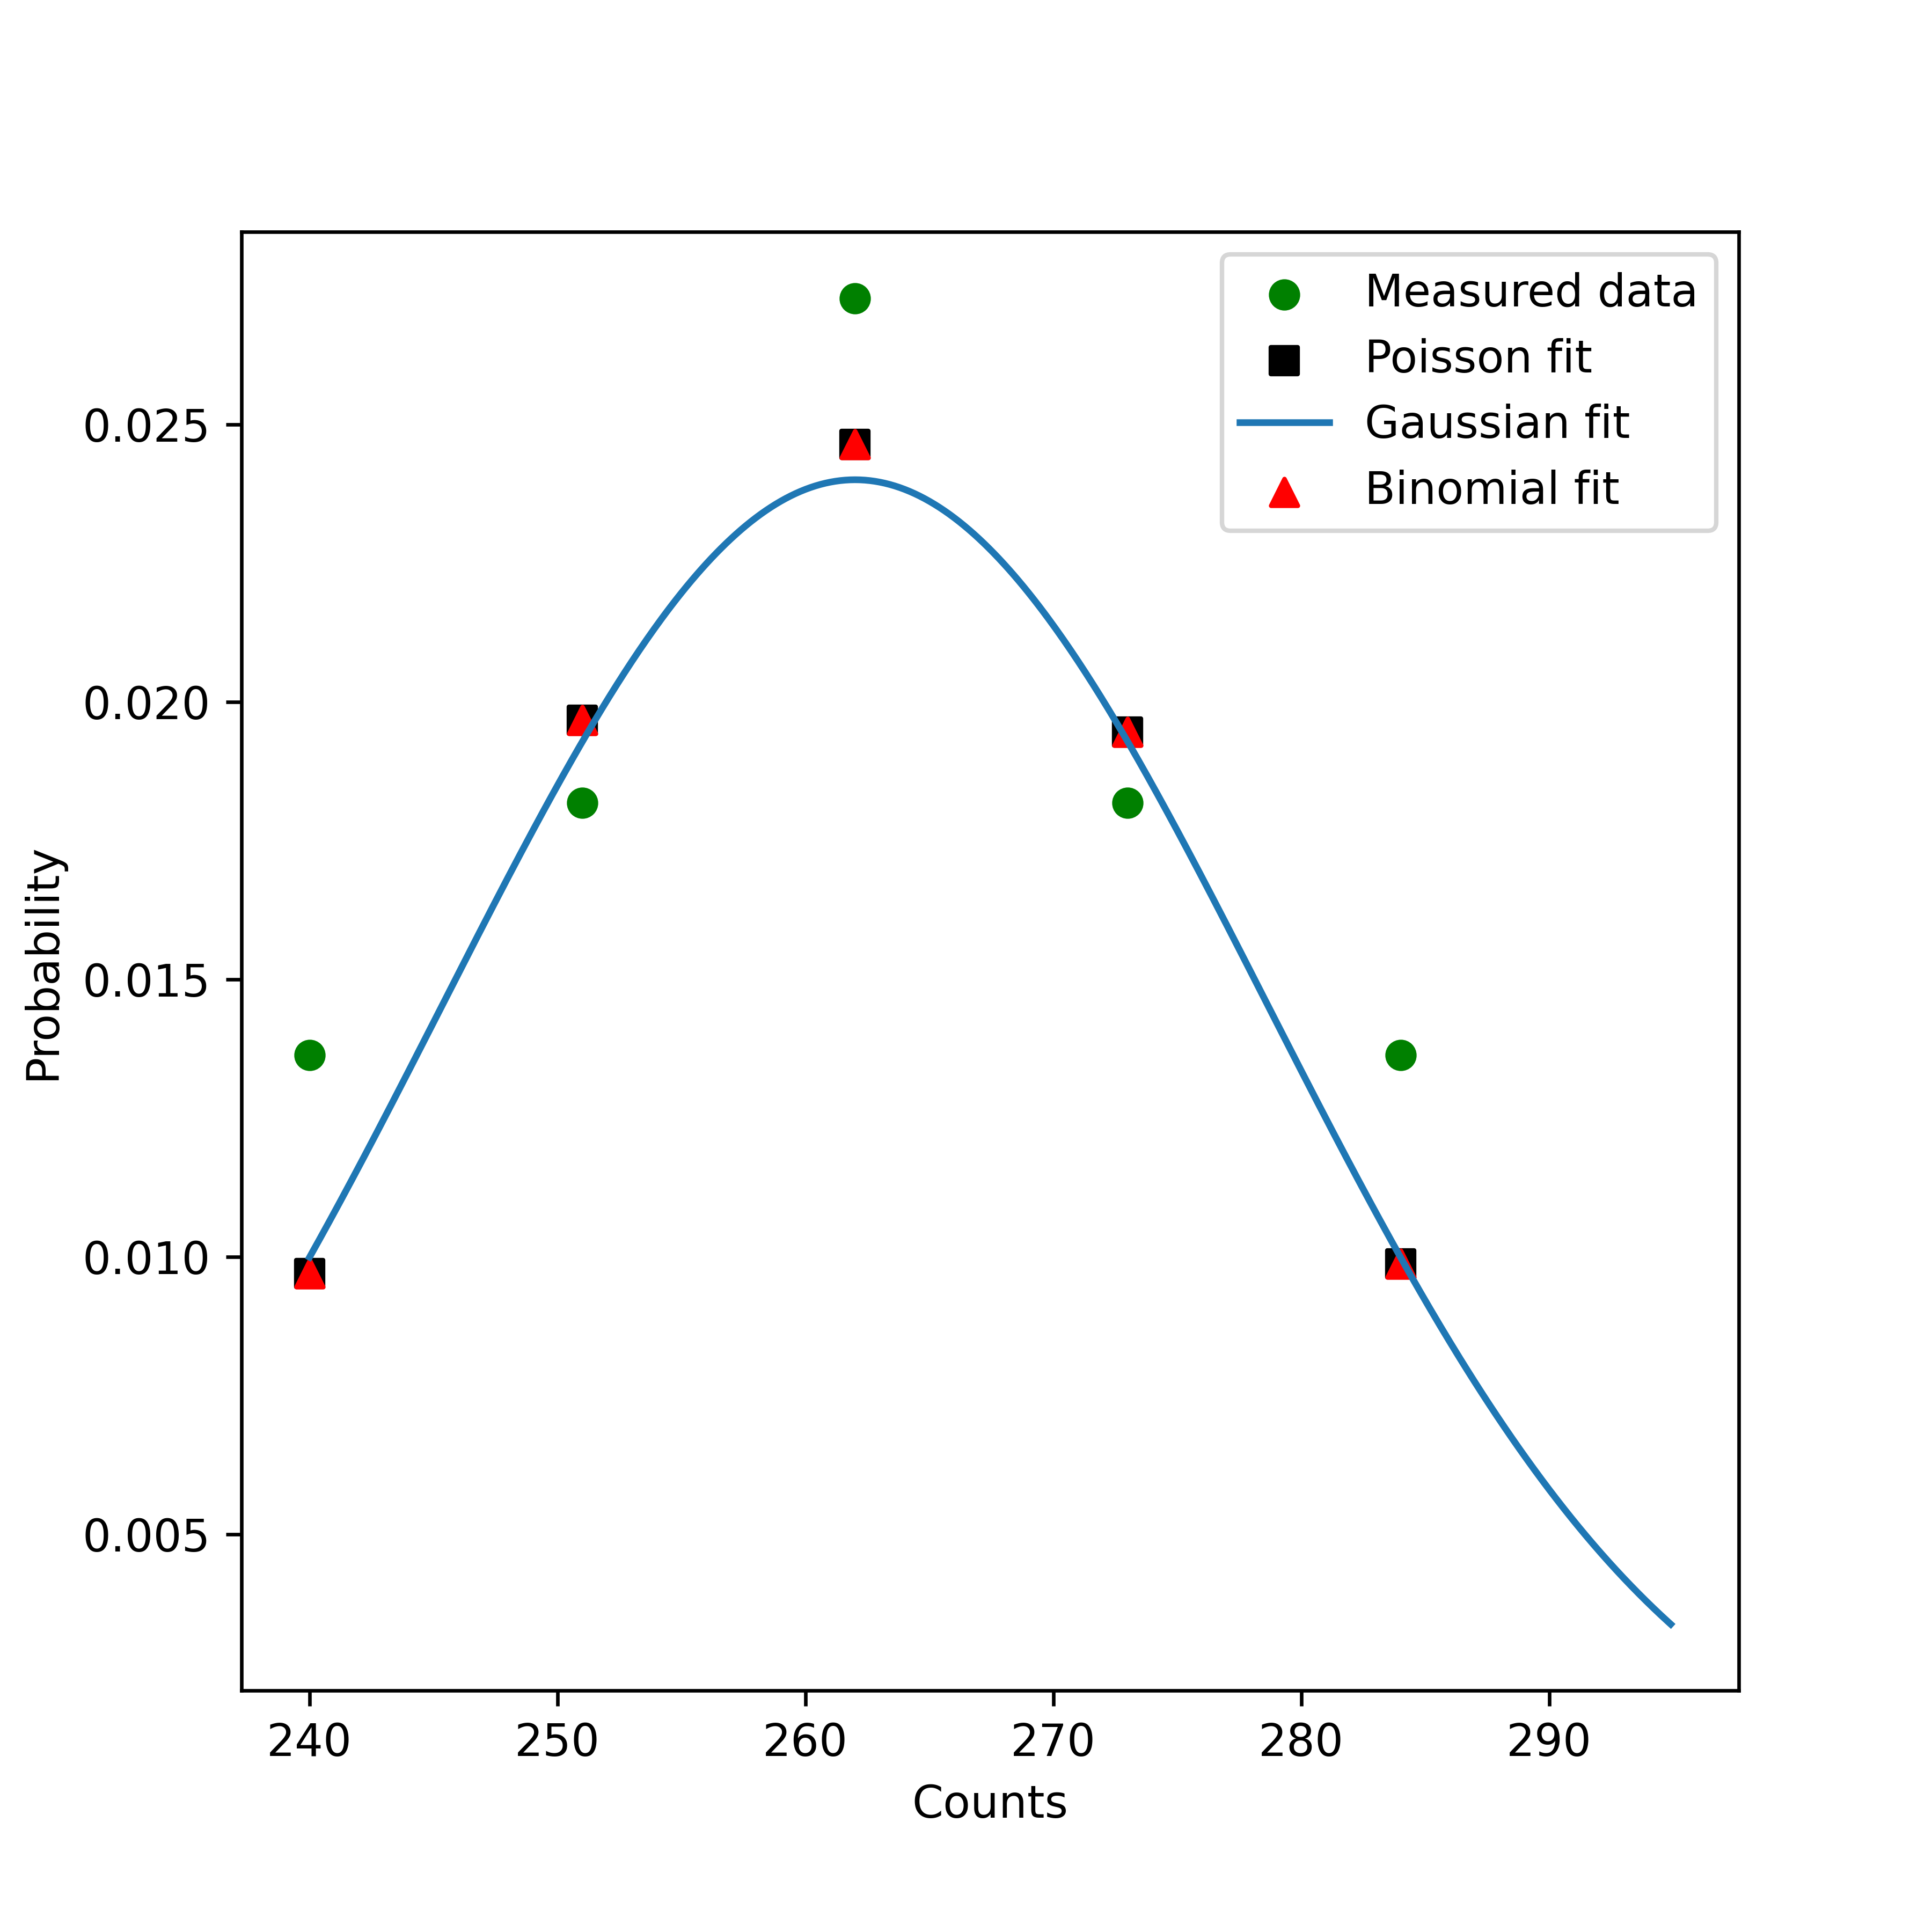 Measured data
Poisson fit
Gaussian fit
Binomial fit
0.025
0.020
0.015
0.010
0.005
Probability
240 250 260 270 280 290
Counts